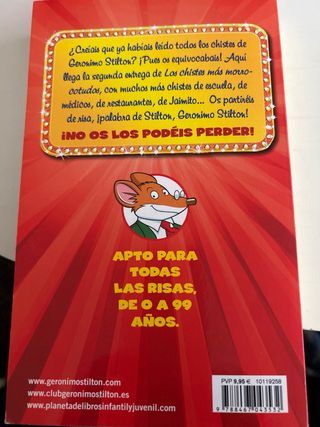 ¿Creíais que ya habíais leído todos los chistes de
Geronimo Stilton? ¡Pues os equivocabais! Aquí
llega la segunda entrega de Los chistes más morro-
cotudos, con muchos más chistes de escuela, de
médicos, de restaurantes, de Jaimito... Os partiréis
de risa, ¡palabra de Stilton, Geronimo Stilton!
¡NO OS LOS PODÉIS PERDER!
APTO PARA
TODAS
LAS RISAS,
DE 0 A 99
AÑOS.
PVP 9,95 € 10119258
www.geronimostilton.com
www.clubgeronimostilton.es
www.planetadelibrosinfantilyjuvenil.com
9 788467 043532